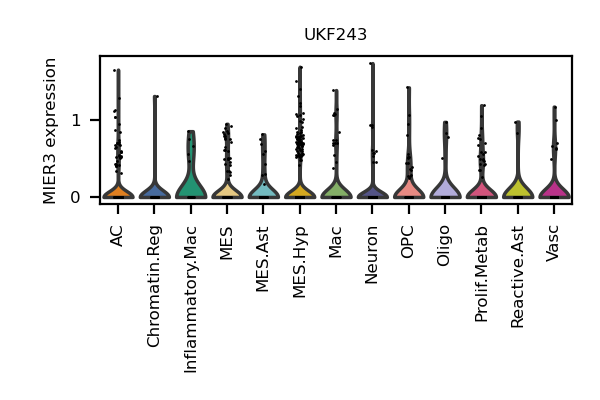 UKF243
MIER3 expression
1
0
AC
Chromatin.Reg
Inflammatory.Mac
MES
MES.Ast
MES.Hyp
Mac
Neuron
OPC
Oligo
Prolif.Metab
Reactive.Ast
Vasc